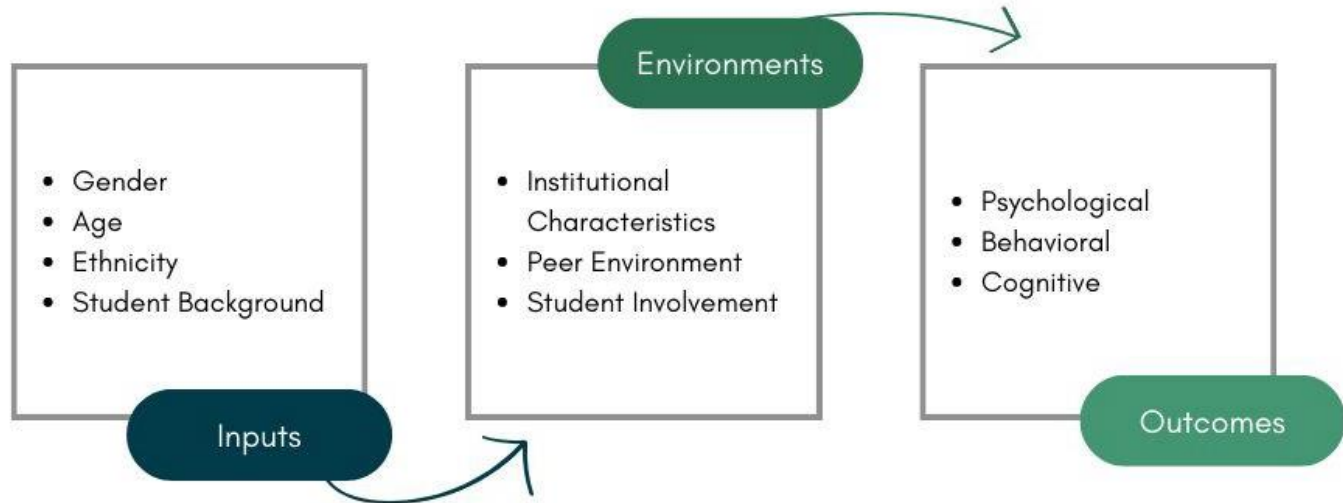 Environments
• Gender
• Age
• Ethnicity
• Student Background
Inputs
• Institutional
Characteristics
• Peer Environment
• Student Involvement
• Psychological
• Behavioral
• Cognitive
Outcomes